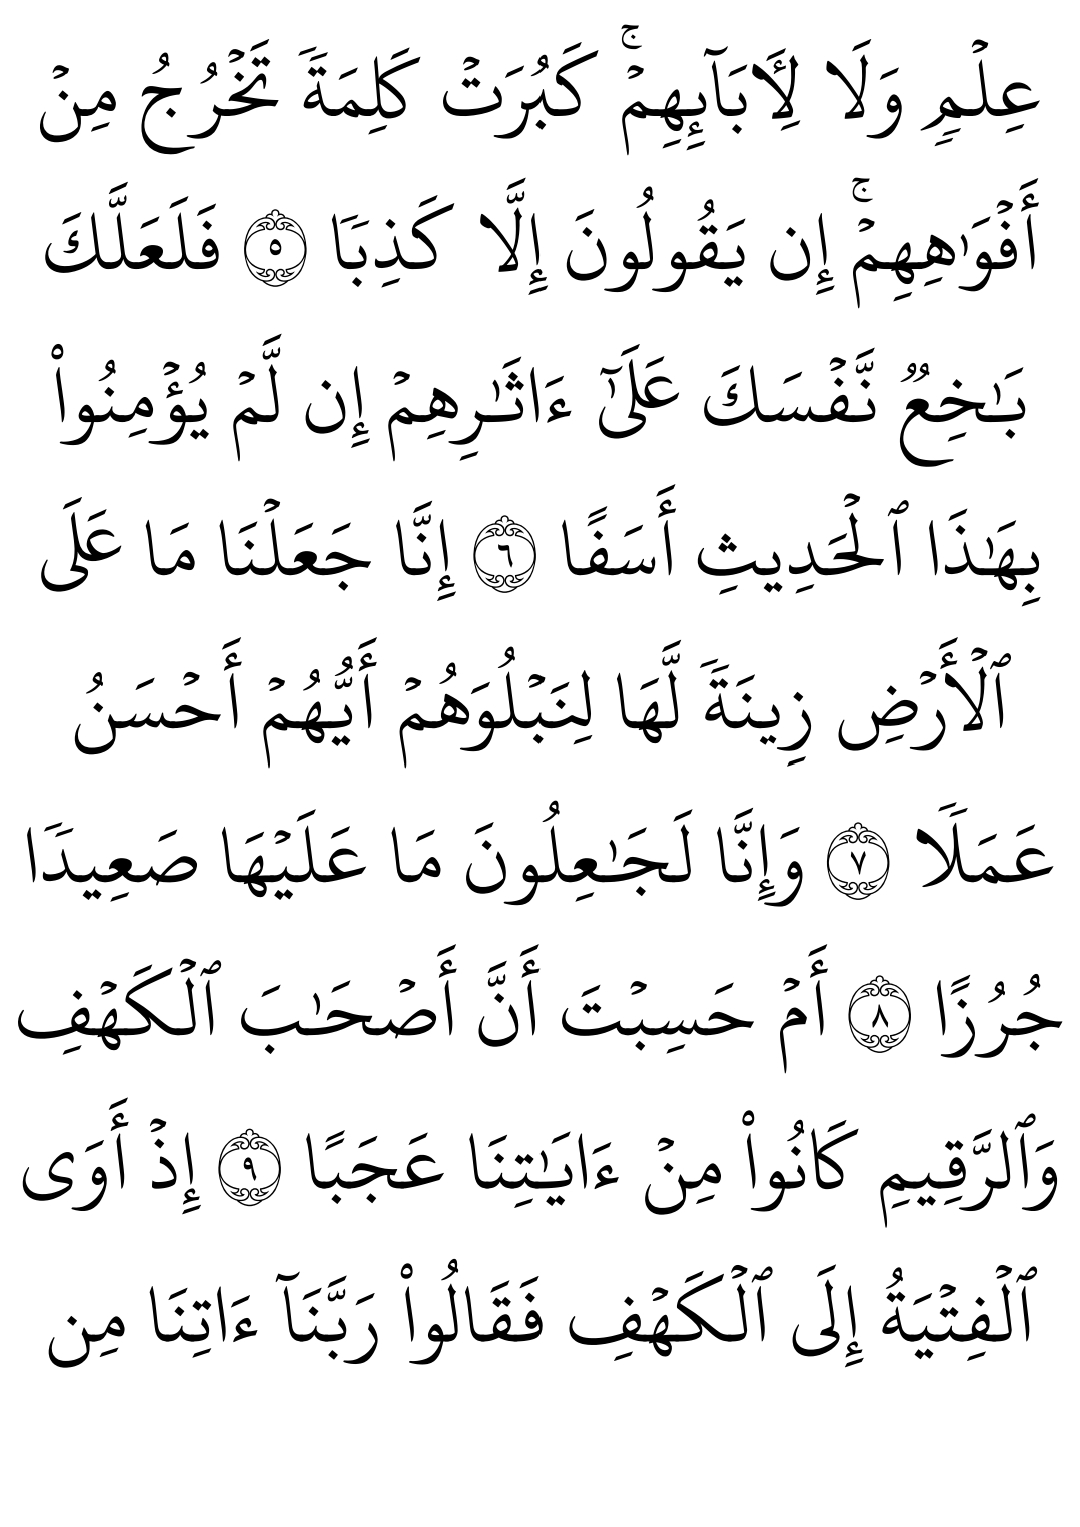 عِلۡمٖ وَلَا لِأٓبَآئِهِمۡۚ كَبُرَتۡ كَلِمَةٗ تَخۡرُجُ مِنۡ
أَفۡوَٰهِهِمۡۚ إِن يَقُولُونَ إِلَّا كَذِبٗا ٥ فَلَعَلَّكَ
بَٰخِعٞ نَّفۡسَكَ عَلَىٰٓ ءَاثَٰرِهِمۡ إِن لَّمۡ يُؤۡمِنُواْ
بِهَٰذَا ٱلۡحَدِيثِ أَسَفًا ٦ إِنَّا جَعَلۡنَا مَا عَلَى
ٱلۡأَرۡضِ زِينَةٗ لَّهَا لِنَبۡلُوَهُمۡ أَيُّهُمۡ أَحۡسَنُ
عَمَلٗا ٧ وَإِنَّا لَجَٰعِلُونَ مَا عَلَيۡهَا صَعِيدٗا
جُرُزًا ٨ أَمۡ حَسِبۡتَ أَنَّ أَصۡحَٰبَ ٱلۡكَهۡفِ
وَٱلرَّقِيمِ كَانُواْ مِنۡ ءَايَٰتِنَا عَجَبًا ٩ إِذۡ أَوَى
ٱلۡفِتۡيَةُ إِلَى ٱلۡكَهۡفِ فَقَالُواْ رَبَّنَآ ءَاتِنَا مِن